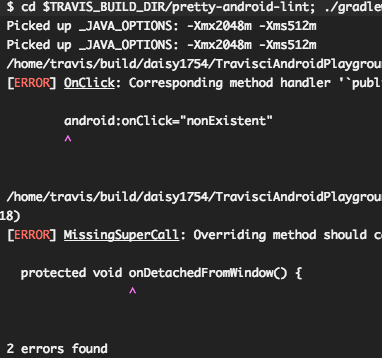 $ cd $TRAVIS_BUILD_DIR/pretty-android-lint; ./gradle
Picked up _JAVA_OPTIONS: -Xmx2048m -Xms512m
Picked up _JAVA_OPTIONS: -Xmx2048m -Xms512m
/home/travis/build/daisy1754/TravisciAndroidPlaygrou
[ERROR] OnClick: Corresponding method handler '`publ
android:onClick="nonExistent"
^
/home/travis/build/daisy1754/TravisciAndroidPlaygrou
18)
[ERROR] MissingSuperCall: Overriding method should c
protected void onDetachedFromWindow() {
^
2 errors found